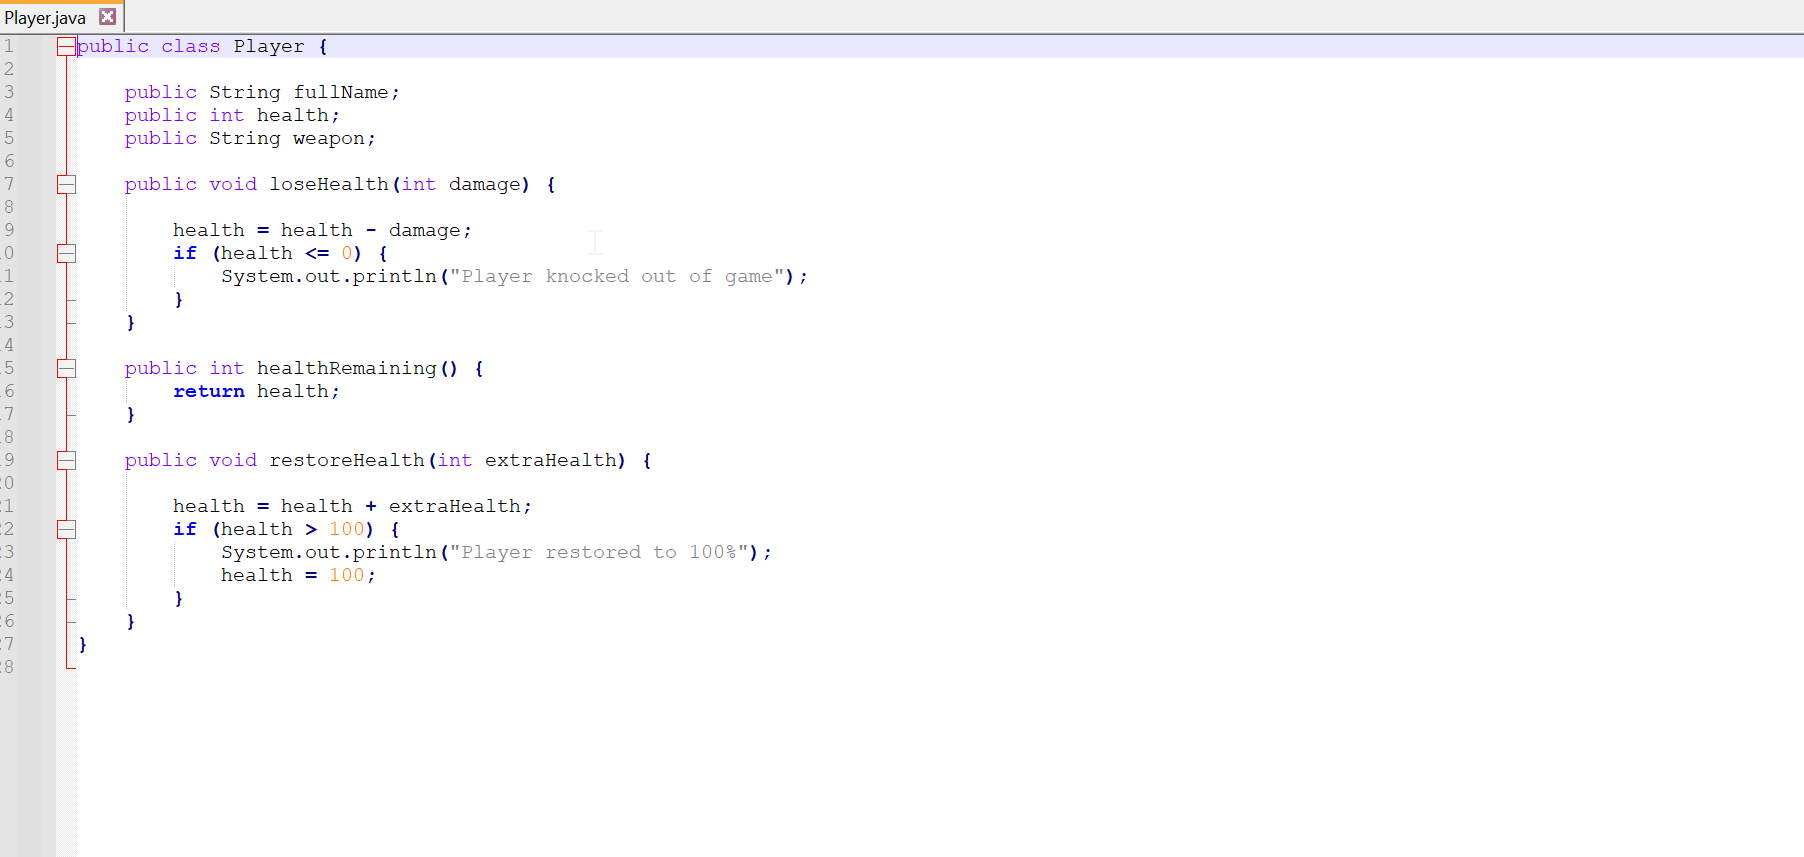 Player.java
1 public class Player {
2
3 public String fullName;
4 public int health;
5 public String weapon;
6
7 public void loseHealth(int damage) {
8
9 health = health - damage;
0 if (health <= 0) {
1 System.out.println("Player knocked out of game");
2 }
3 }
4
5 public int healthRemaining() {
6 return health;
7 }
8
9 public void restoreHealth(int extraHealth) {
0
1 health = health + extraHealth;
2 if (health > 100) {
3 System.out.println("Player restored to 100%");
4 health = 100;
5 }
6 }
7 }
8